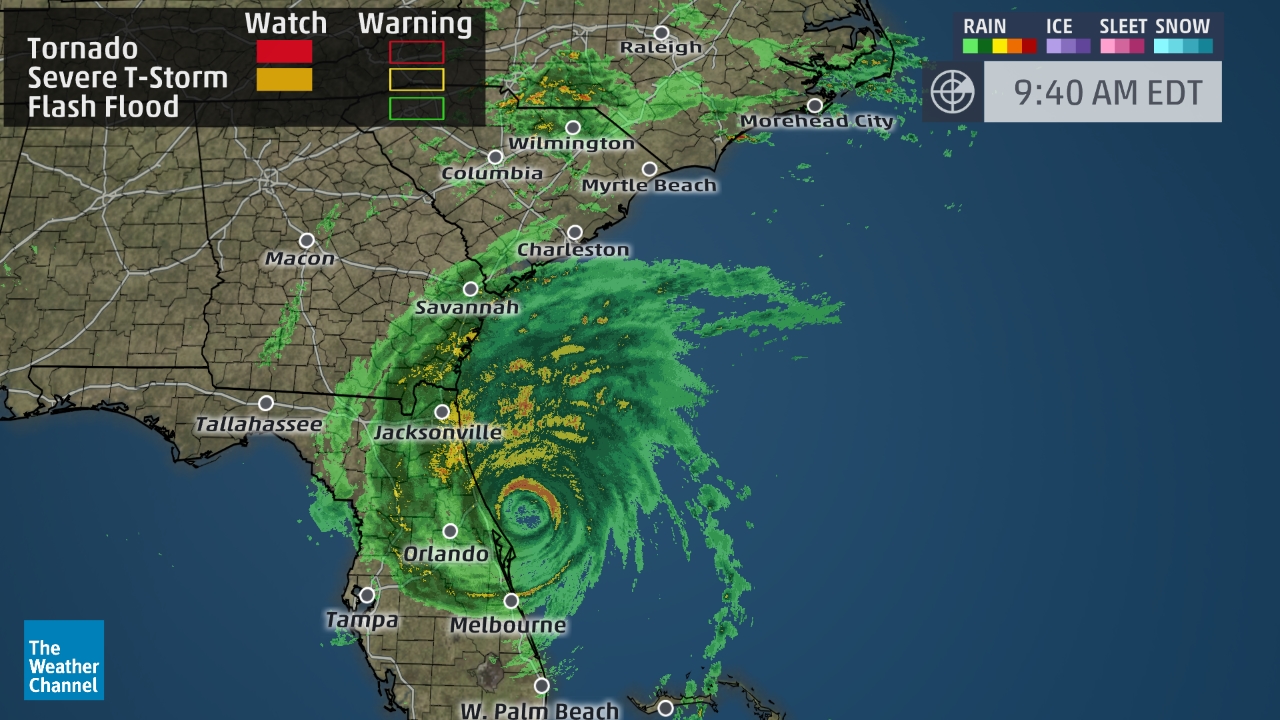 Watch Warning
Tornado
Severe T-Storm
Flash Flood
RAIN ICE SLEET SNOW
9:40 AM EDT
Raleigh
Morehead City
Wilmington
Columbia
Myrtle Beach
Charleston
Macon
Savannah
Tallahassee
Jacksonville
Orlando
Tampa
Melbourne
W. Palm Beach
The
Weather
Channel